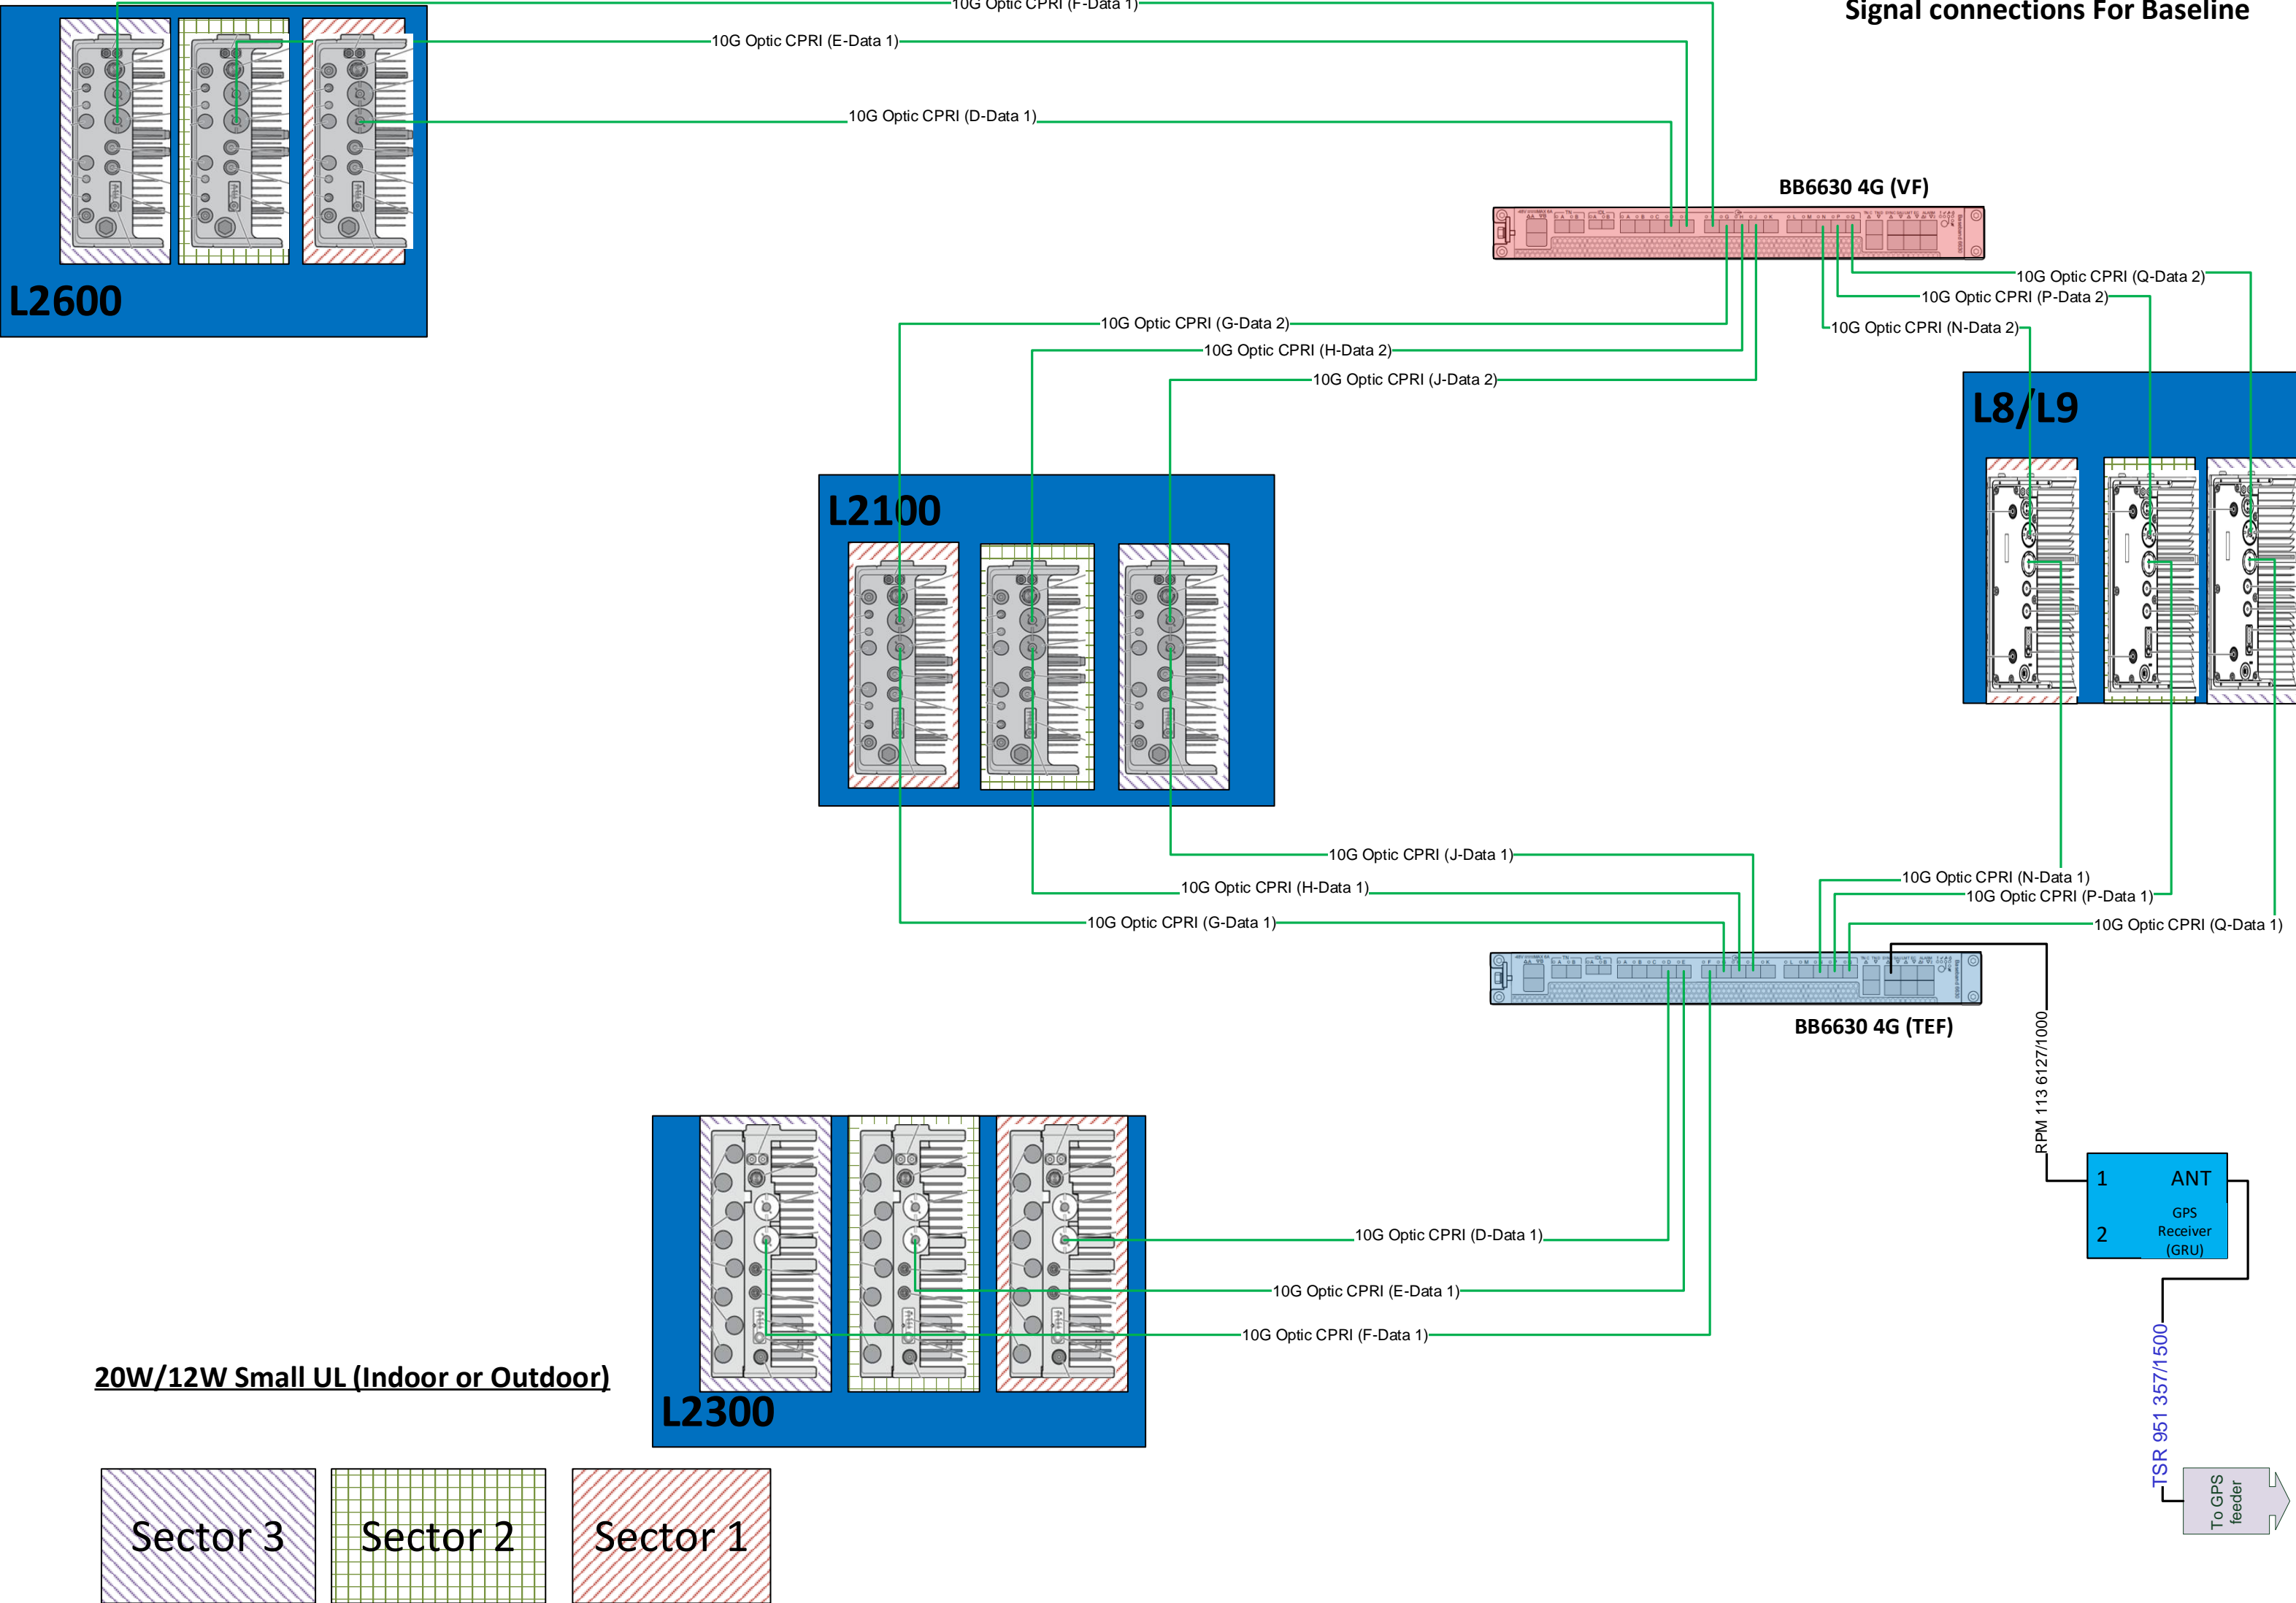 10G Optic CPRI (F-Data 1)
Signal connections For Baseline
10G Optic CPRI (E-Data 1)
10G Optic CPRI (D-Data 1)
BB6630 4G (VF)
L2600
10G Optic CPRI (Q-Data 2)
10G Optic CPRI (P-Data 2)
10G Optic CPRI (N-Data 2)
10G Optic CPRI (G-Data 2)
10G Optic CPRI (H-Data 2)
10G Optic CPRI (J-Data 2)
L8/L9
L2100
10G Optic CPRI (J-Data 1)
10G Optic CPRI (H-Data 1)
10G Optic CPRI (G-Data 1)
10G Optic CPRI (N-Data 1)
10G Optic CPRI (P-Data 1)
10G Optic CPRI (Q-Data 1)
BB6630 4G (TEF)
RPM 113 6127/1000
1
ANT
2
GPS
Receiver
(GRU)
10G Optic CPRI (D-Data 1)
10G Optic CPRI (E-Data 1)
10G Optic CPRI (F-Data 1)
TSR 951 357/1500
To GPS
feeder
20W/12W Small UL (Indoor or Outdoor)
L2300
Sector 3
Sector 2
Sector 1